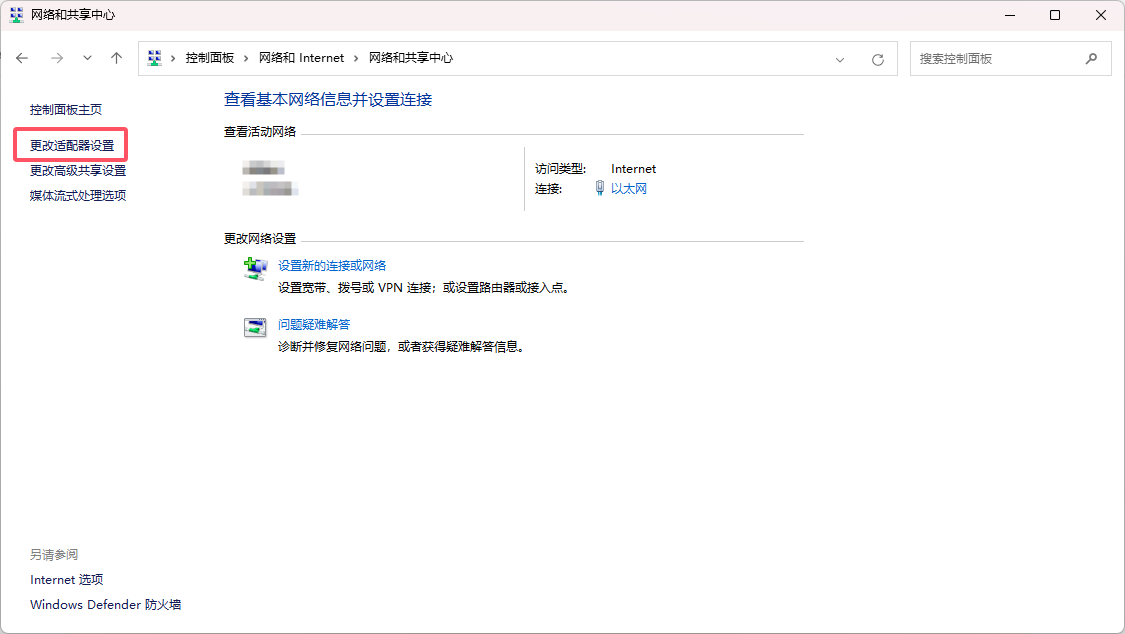 网络和共享中心
控制面板 › 网络和 Internet › 网络和共享中心
搜索控制面板
控制面板主页
更改适配器设置
更改高级共享设置
媒体流式处理选项
查看基本网络信息并设置连接
查看活动网络
访问类型: Internet
连接: 以太网
更改网络设置
设置新的连接或网络
设置宽带、拨号或 VPN 连接；或设置路由器或接入点。
问题疑难解答
诊断并修复网络问题，或者获得疑难解答信息。
另请参阅
Internet 选项
Windows Defender 防火墙